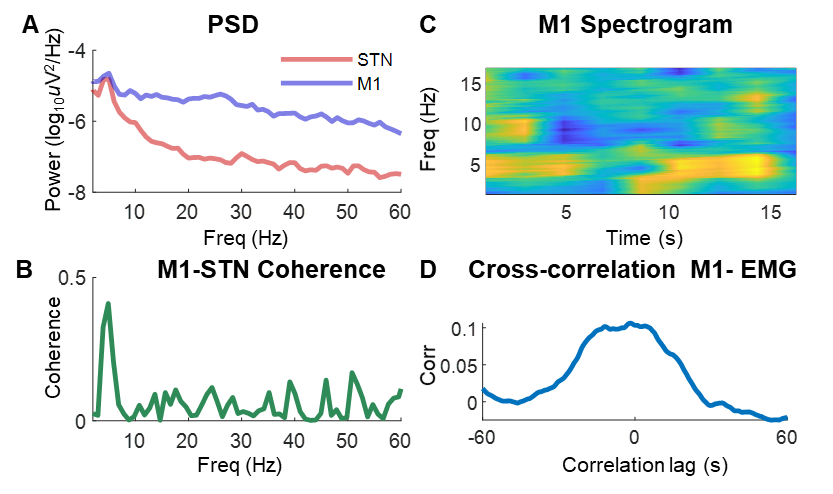 A
PSD
-4
-6
-8
Power (log10uV2/Hz)
STN
M1
10 20 30 40 50 60
Freq (Hz)
C
M1 Spectrogram
15
10
5
Freq (Hz)
5 10 15
Time (s)
B
M1-STN Coherence
0.5
0
Coherence
10 20 30 40 50 60
Freq (Hz)
D
Cross-correlation M1- EMG
0.1
0.05
0
Corr
-60 0 60
Correlation lag (s)